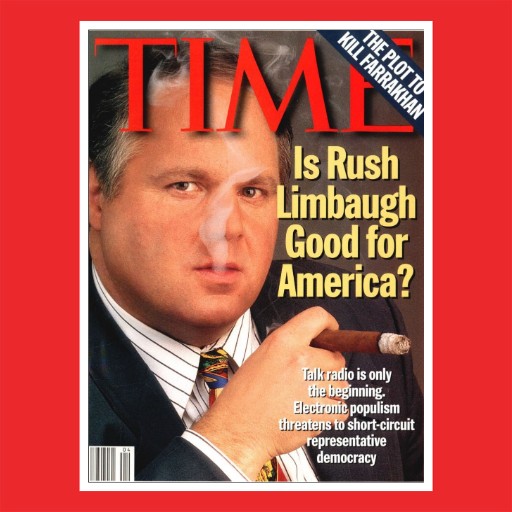 TIME
THE PLOT TO
KILL FARRAKHAN
Is Rush
Limbaugh
Good for
America?
Talk radio is only
the beginning.
Electronic populism
threatens to short-circuit
representative
democracy
04